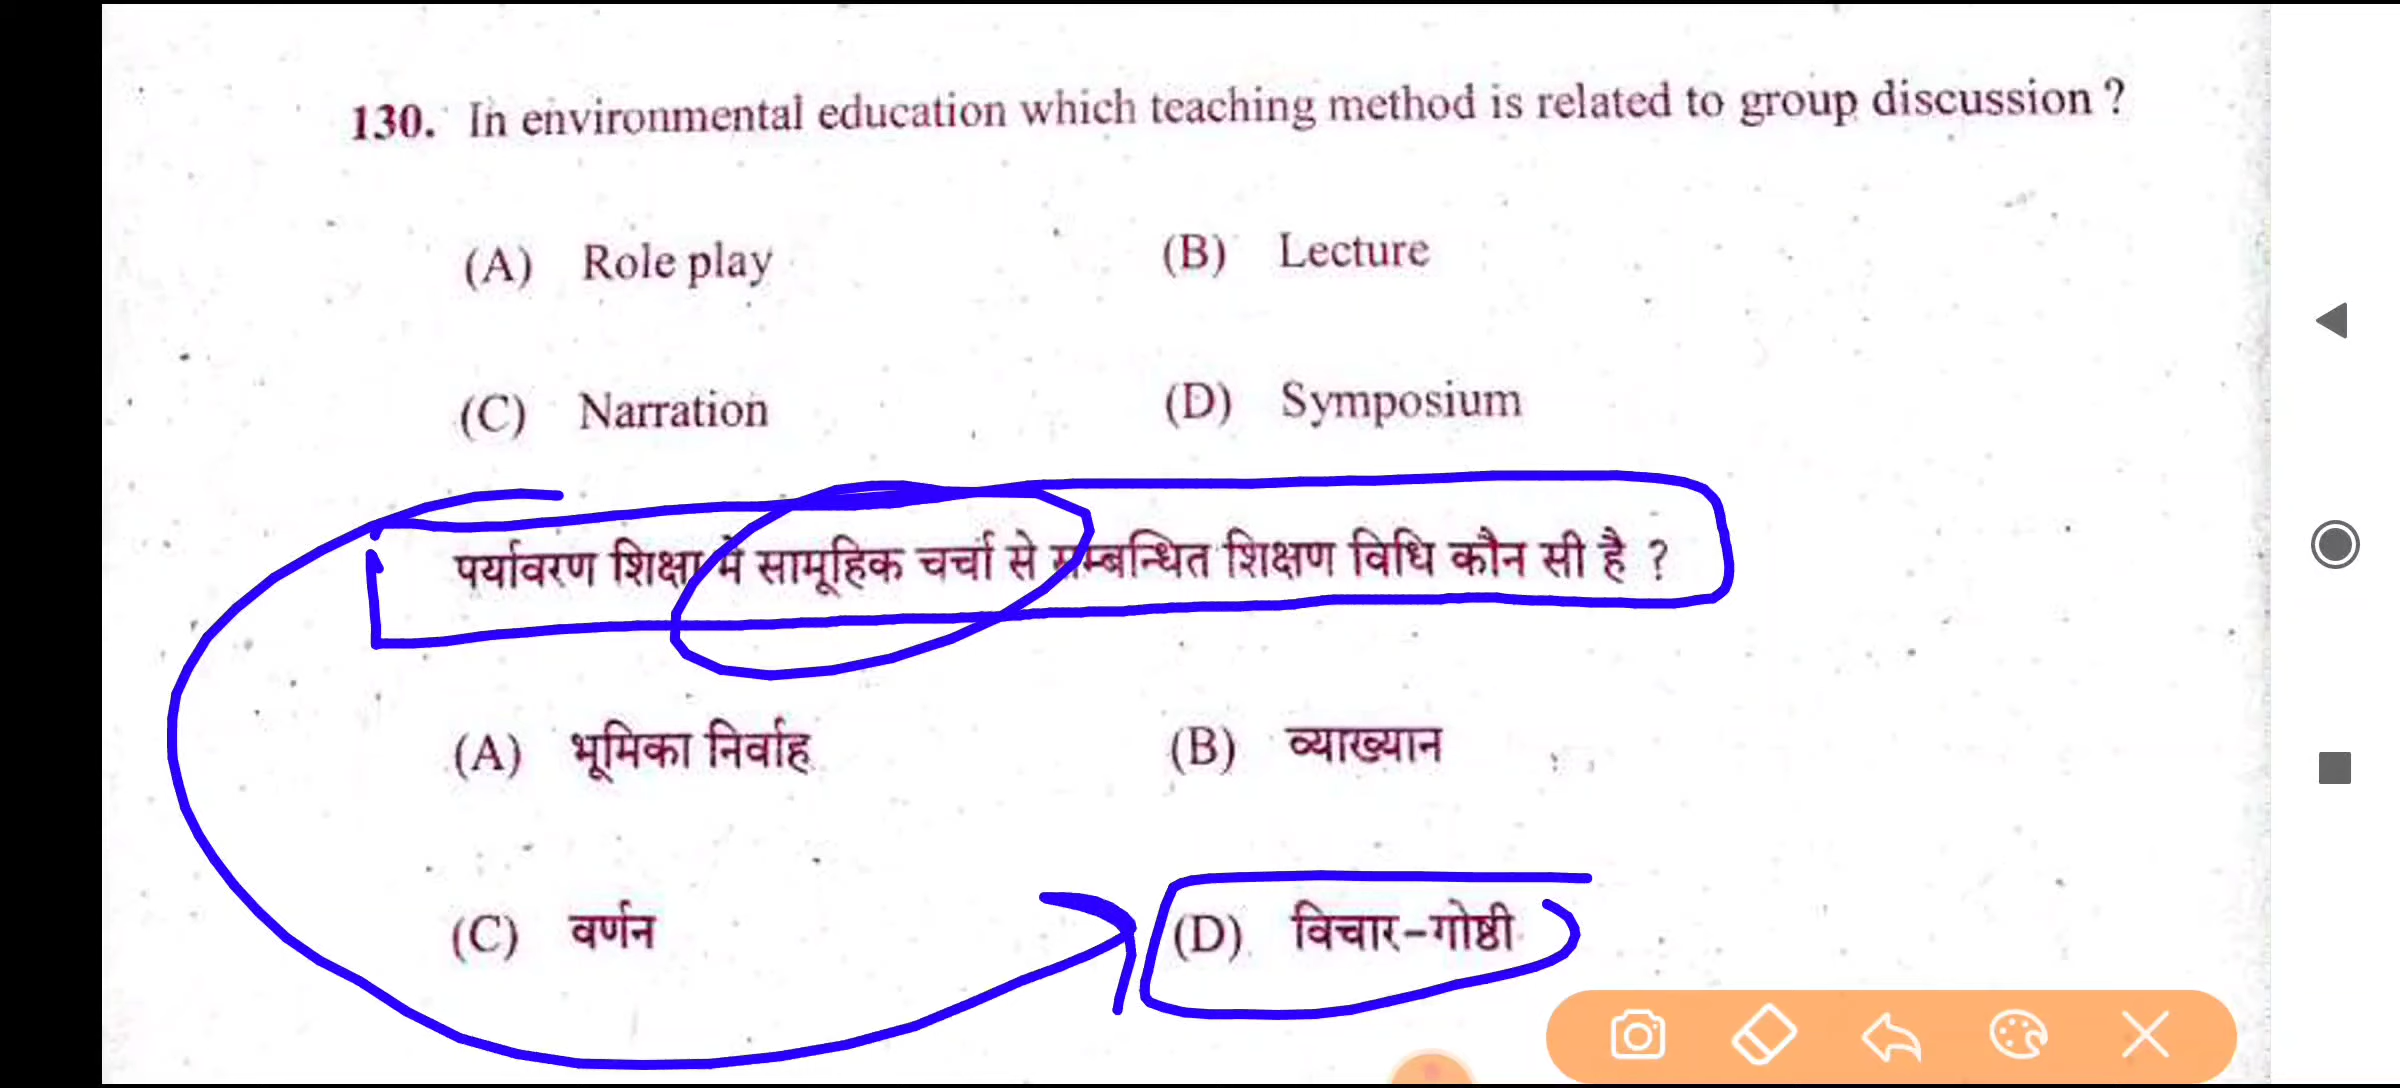 130. In environmental education which teaching method is related to group discussion ?
(A) Role play (B) Lecture
(C) Narration (D) Symposium
पर्यावरण शिक्षा में सामूहिक चर्चा से सम्बन्धित शिक्षण विधि कौन सी है ?
(A) भूमिका निर्वाह (B) व्याख्यान
(C) वर्णन (D) विचार-गोष्ठी